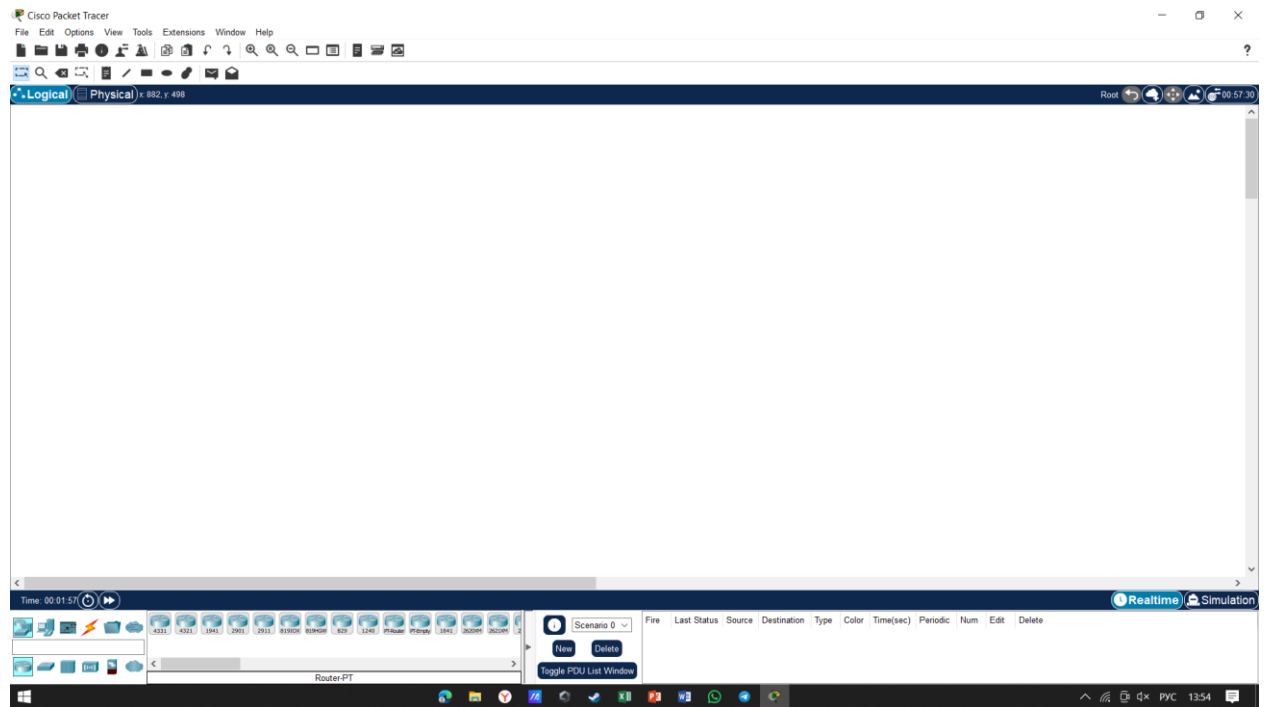 Cisco Packet Tracer
File Edit Options View Tools Extensions Window Help
?
Logical Physical x: 882, y: 498 Root 00:57:30
Time: 00:01:57 Realtime Simulation
4331 4321 1941 2901 2911 819IOX 819HGW 829 1240 PT-Router PT-Empty 1841 2620XM 2621XM 2
Scenario 0 Fire Last Status Source Destination Type Color Time(sec) Periodic Num Edit Delete
New Delete
Toggle PDU List Window
Router-PT
РУС 13:54